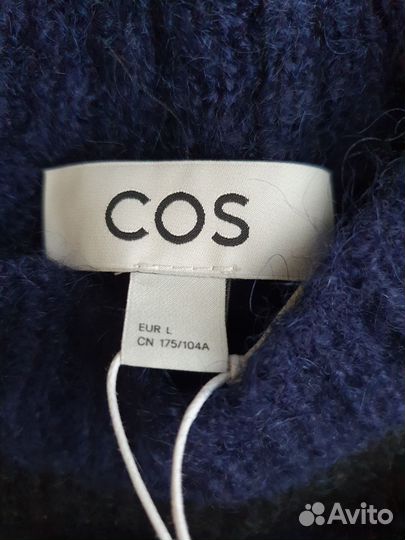 COS
EUR L
CN 175/104A
Avito